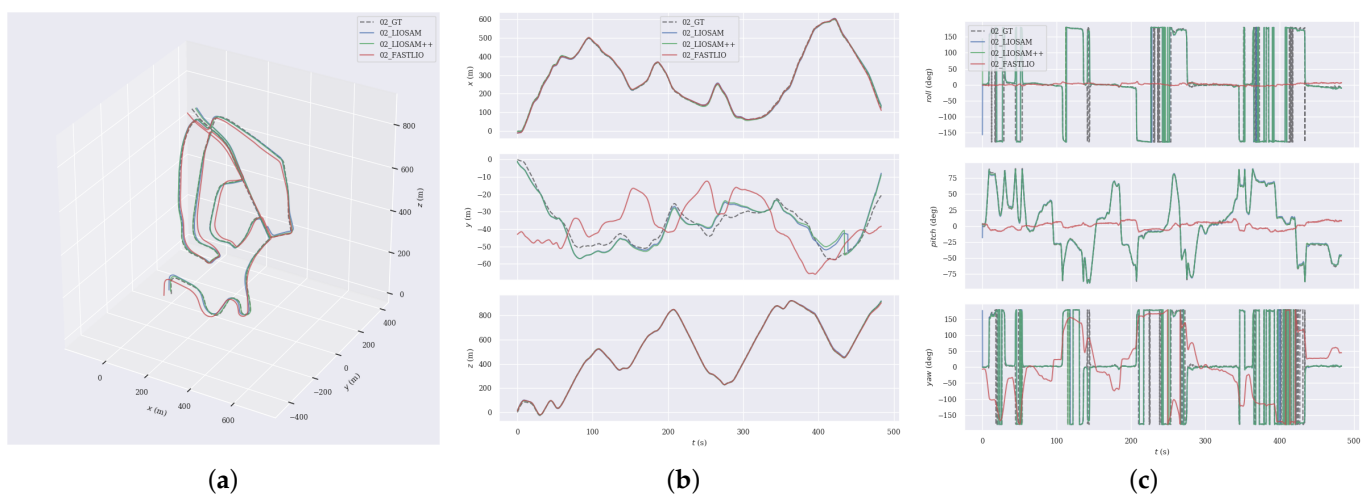 02_GT
02_LIOSAM
02_LIOSAM++
02_FASTLIO
800
600
400
200
0
z (m)
400
200
0
−200
−400
y (m)
0
200
400
600
x (m)
02_GT
02_LIOSAM
02_LIOSAM++
02_FASTLIO
600
500
400
300
200
100
0
x (m)
0
−10
−20
−30
−40
−50
−60
y (m)
800
600
400
200
0
z (m)
0 100 200 300 400 500
t (s)
02_GT
02_LIOSAM
02_LIOSAM++
02_FASTLIO
150
100
50
0
−50
−100
−150
roll (deg)
75
50
25
0
−25
−50
−75
pitch (deg)
150
100
50
0
−50
−100
−150
yaw (deg)
0 100 200 300 400 500
t (s)
(a) (b) (c)